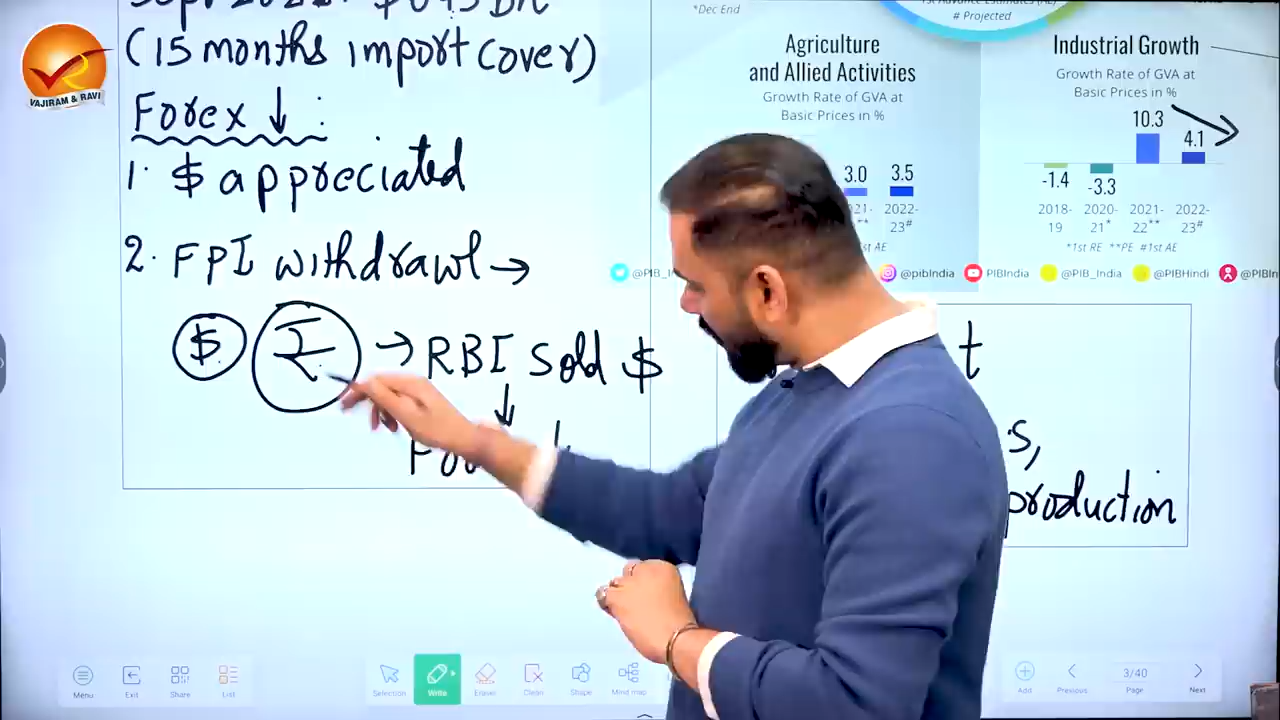 (15 months import cover)
Forex ↓ :
1. $ appreciated
2. FPI withdrawl →
$ ₹ → RBI sold $
↓
VAJIRAM & RAVI
*Dec End
# Projected
Agriculture
and Allied Activities
Growth Rate of GVA at
Basic Prices in %
3.0 3.5
2022-
23#
Industrial Growth
Growth Rate of GVA at
Basic Prices in %
10.3
4.1
-1.4
-3.3
2018- 2020- 2021- 2022-
19 21* 22** 23#
*1st RE **PE #1st AE
@pibIndia PIBIndia @PIB_India @PIBHindi
t
s,
production
Menu Exit Share List Selection Write Eraser Clean Shape Mind map Add Previous Page Next
3/40